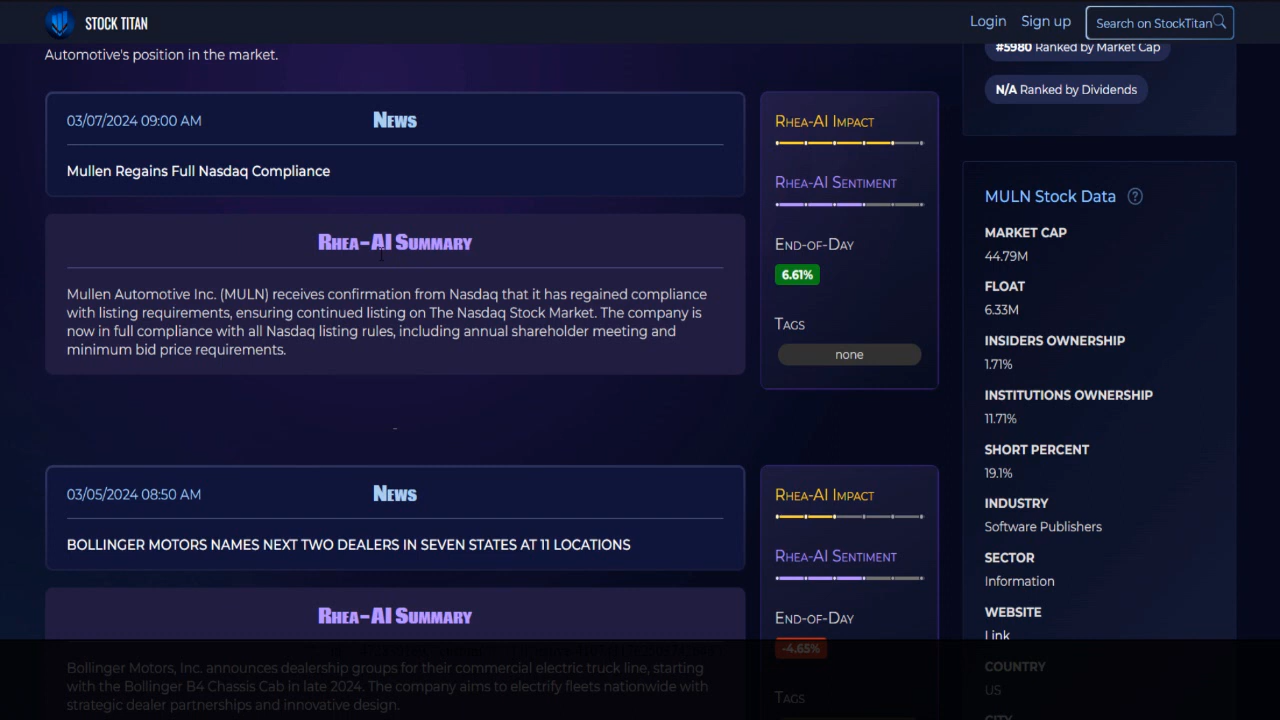 STOCK TITAN
Login
Sign up
Search on StockTitan
Automotive's position in the market.
03/07/2024 09:00 AM
News
Mullen Regains Full Nasdaq Compliance
Rhea-AI Summary
Mullen Automotive Inc. (MULN) receives confirmation from Nasdaq that it has regained compliance
with listing requirements, ensuring continued listing on The Nasdaq Stock Market. The company is
now in full compliance with all Nasdaq listing rules, including annual shareholder meeting and
minimum bid price requirements.
-
Rhea-AI Impact
Rhea-AI Sentiment
End-of-Day
6.61%
Tags
none
03/05/2024 08:50 AM
News
BOLLINGER MOTORS NAMES NEXT TWO DEALERS IN SEVEN STATES AT 11 LOCATIONS
Rhea-AI Summary
Bollinger Motors, Inc. announces dealership groups for their commercial electric truck line, starting
with the Bollinger B4 Chassis Cab in late 2024. The company aims to electrify fleets nationwide with
strategic dealer partnerships and innovative design.
Rhea-AI Impact
Rhea-AI Sentiment
End-of-Day
-4.65%
Tags
#5980 Ranked by Market Cap
N/A Ranked by Dividends
MULN Stock Data ?
MARKET CAP
44.79M
FLOAT
6.33M
INSIDERS OWNERSHIP
1.71%
INSTITUTIONS OWNERSHIP
11.71%
SHORT PERCENT
19.1%
INDUSTRY
Software Publishers
SECTOR
Information
WEBSITE
Link
COUNTRY
US
CITY